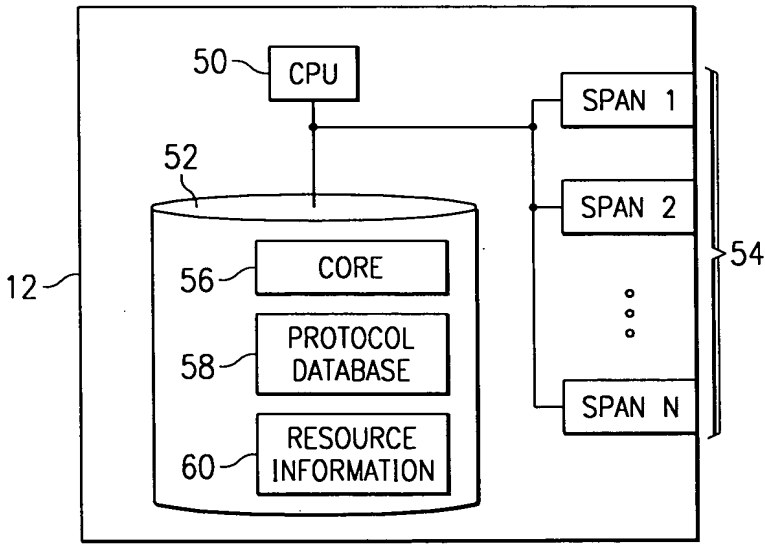 50
CPU
SPAN 1
52
SPAN 2
54
12
56
CORE
58
PROTOCOL
DATABASE
SPAN N
60
RESOURCE
INFORMATION